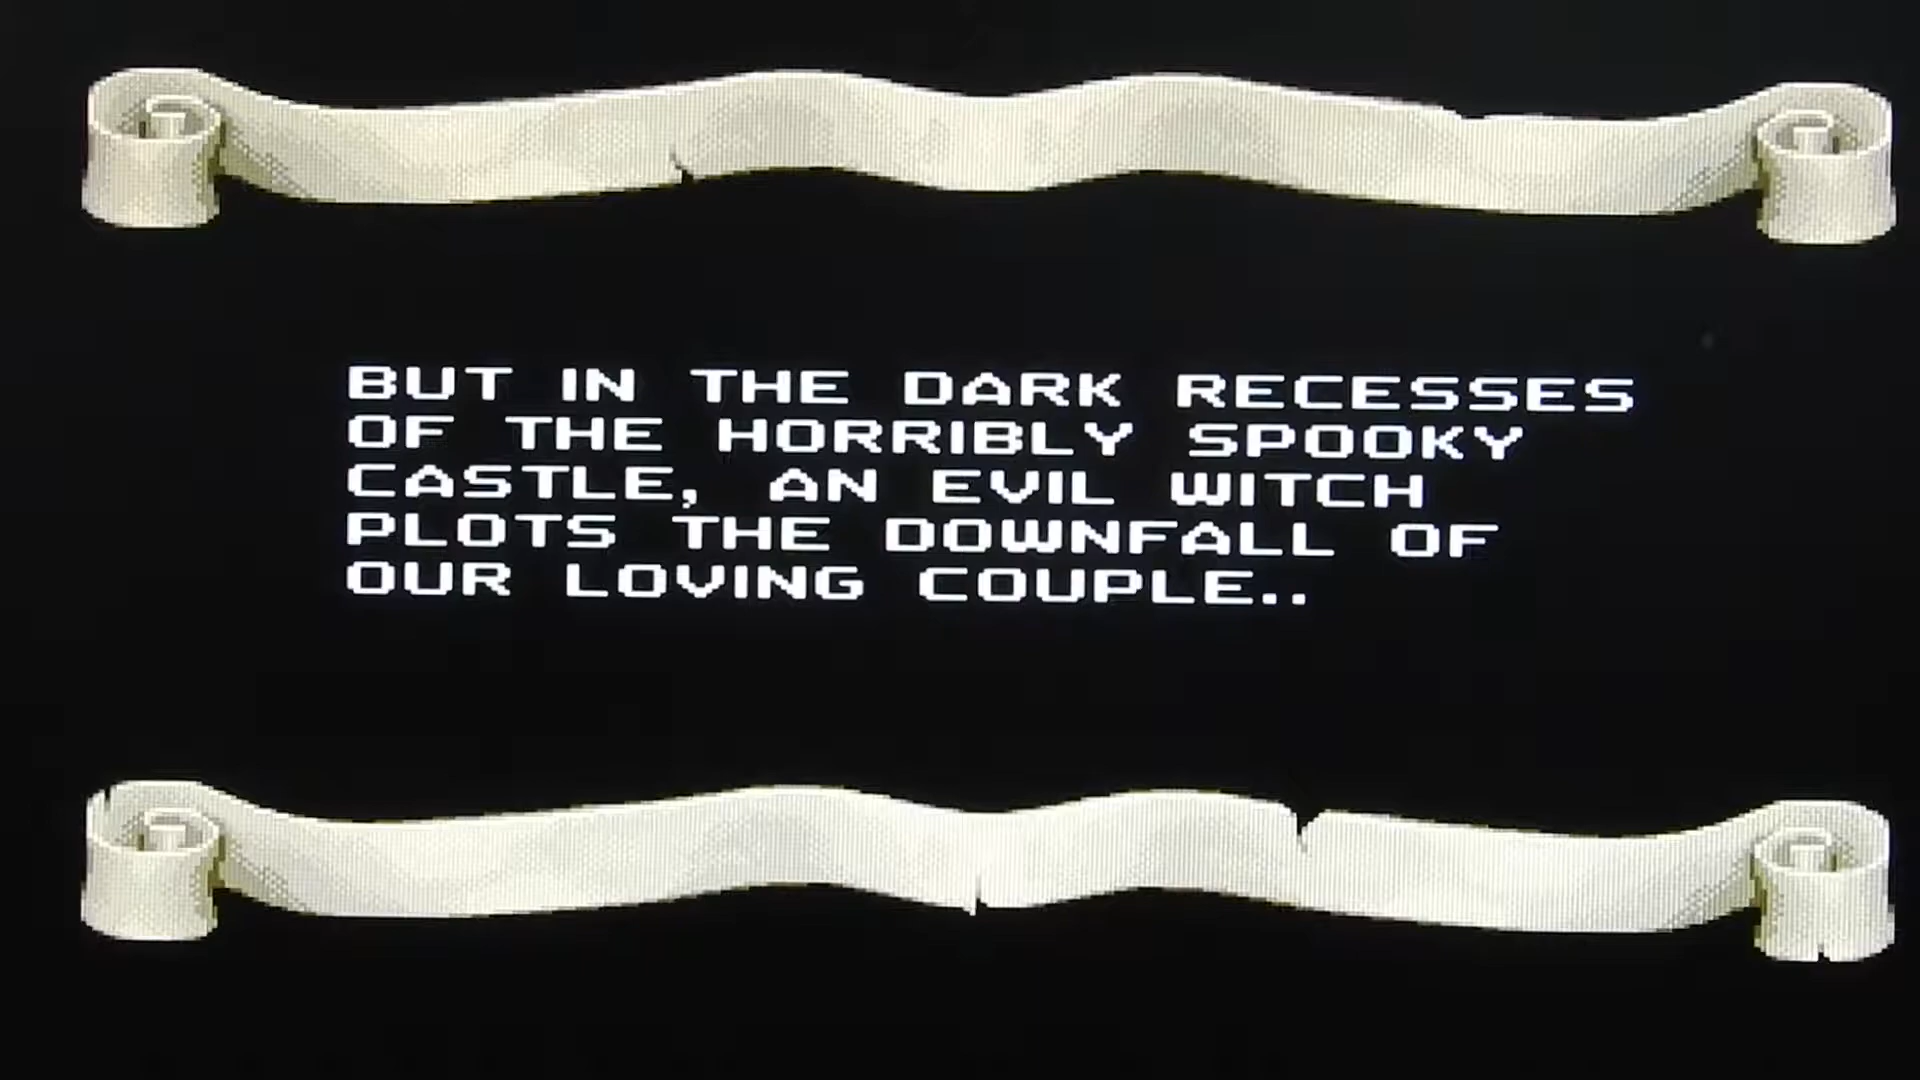 BUT IN THE DARK RECESSES
OF THE HORRIBLY SPOOKY
CASTLE, AN EVIL WITCH
PLOTS THE DOWNFALL OF
OUR LOVING COUPLE..